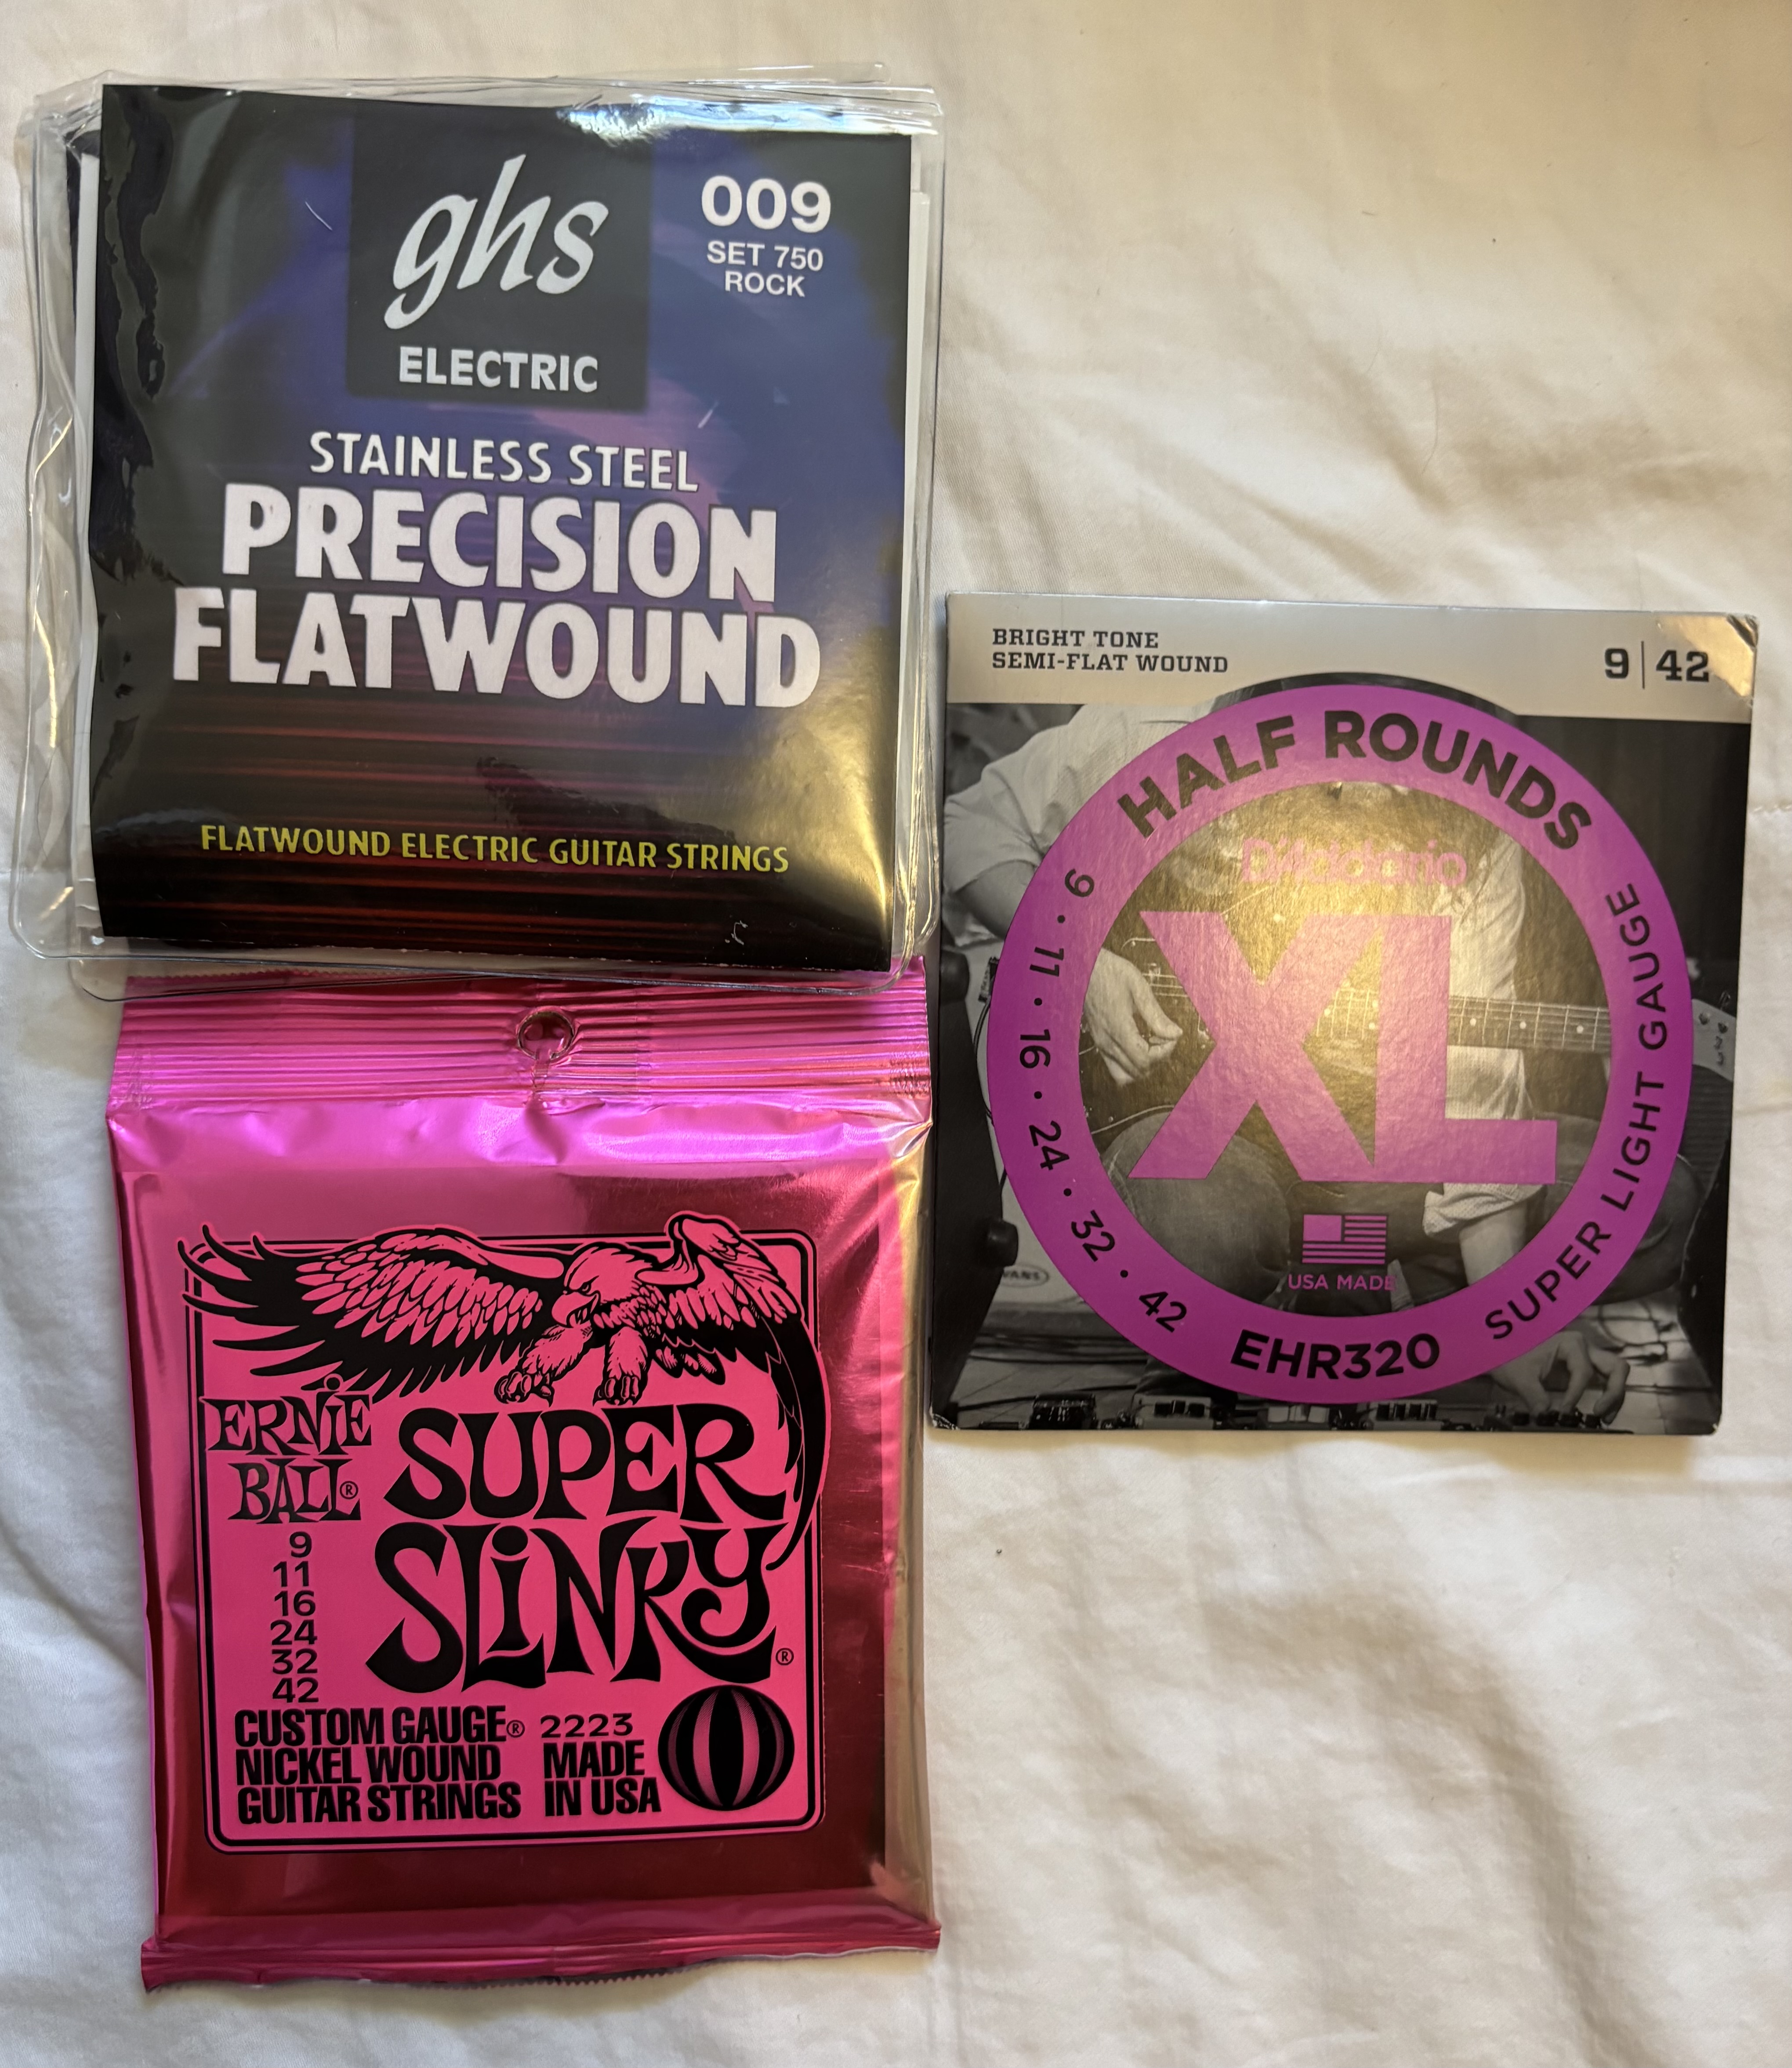 ghs
ELECTRIC
009
SET 750
ROCK
STAINLESS STEEL
PRECISION
FLATWOUND
FLATWOUND ELECTRIC GUITAR STRINGS
BRIGHT TONE
SEMI-FLAT WOUND
9 | 42
HALF ROUNDS
D'Addario
XL
USA MADE
9 • 11 • 16 • 24 • 32 • 42
EHR320
SUPER LIGHT GAUGE
ERNIE
BALL®
SUPER
SLINKY®
9
11
16
24
32
42
CUSTOM GAUGE®
NICKEL WOUND
GUITAR STRINGS
2223
MADE
IN USA